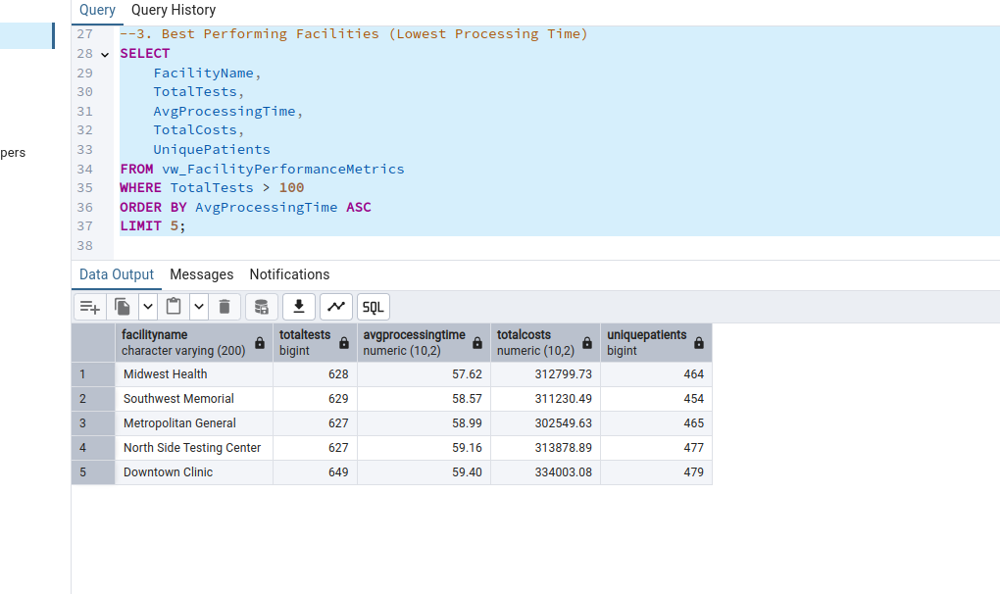 Query Query History
pers
27 --3. Best Performing Facilities (Lowest Processing Time)
28 SELECT
29 FacilityName,
30 TotalTests,
31 AvgProcessingTime,
32 TotalCosts,
33 UniquePatients
34 FROM vw_FacilityPerformanceMetrics
35 WHERE TotalTests > 100
36 ORDER BY AvgProcessingTime ASC
37 LIMIT 5;
38
Data Output Messages Notifications
SQL
facilityname totaltests avgprocessingtime totalcosts uniquepatients
character varying (200) bigint numeric (10,2) numeric (10,2) bigint
1 Midwest Health 628 57.62 312799.73 464
2 Southwest Memorial 629 58.57 311230.49 454
3 Metropolitan General 627 58.99 302549.63 465
4 North Side Testing Center 627 59.16 313878.89 477
5 Downtown Clinic 649 59.40 334003.08 479